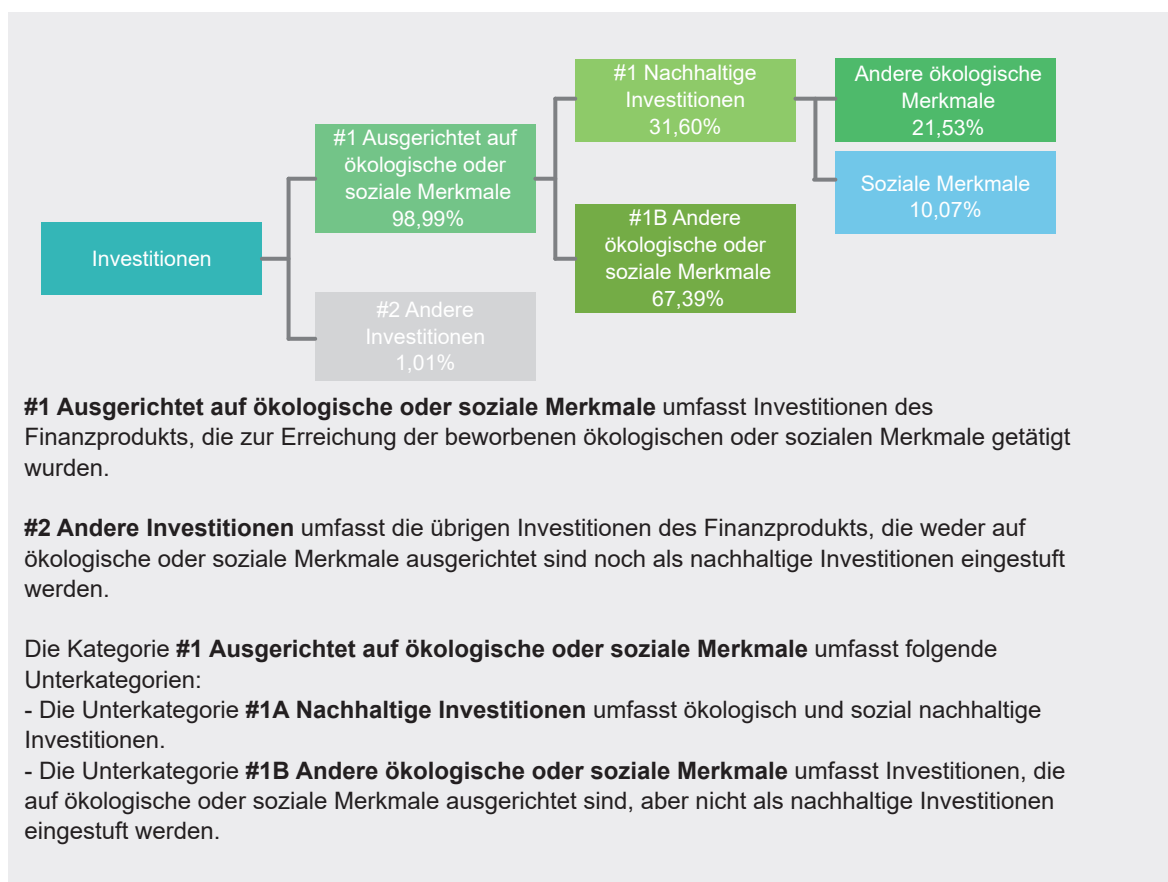 #1 Nachhaltige
Investitionen
31,60%
Andere ökologische
Merkmale
21,53%
#1 Ausgerichtet auf
ökologische oder
soziale Merkmale
98,99%
Soziale Merkmale
10,07%
#1B Andere
ökologische oder
soziale Merkmale
67,39%
Investitionen
#2 Andere
Investitionen
1,01%
#1 Ausgerichtet auf ökologische oder soziale Merkmale umfasst Investitionen des
Finanzprodukts, die zur Erreichung der beworbenen ökologischen oder sozialen Merkmale getätigt
wurden.
#2 Andere Investitionen umfasst die übrigen Investitionen des Finanzprodukts, die weder auf
ökologische oder soziale Merkmale ausgerichtet sind noch als nachhaltige Investitionen eingestuft
werden.
Die Kategorie #1 Ausgerichtet auf ökologische oder soziale Merkmale umfasst folgende
Unterkategorien:
- Die Unterkategorie #1A Nachhaltige Investitionen umfasst ökologisch und sozial nachhaltige
Investitionen.
- Die Unterkategorie #1B Andere ökologische oder soziale Merkmale umfasst Investitionen, die
auf ökologische oder soziale Merkmale ausgerichtet sind, aber nicht als nachhaltige Investitionen
eingestuft werden.